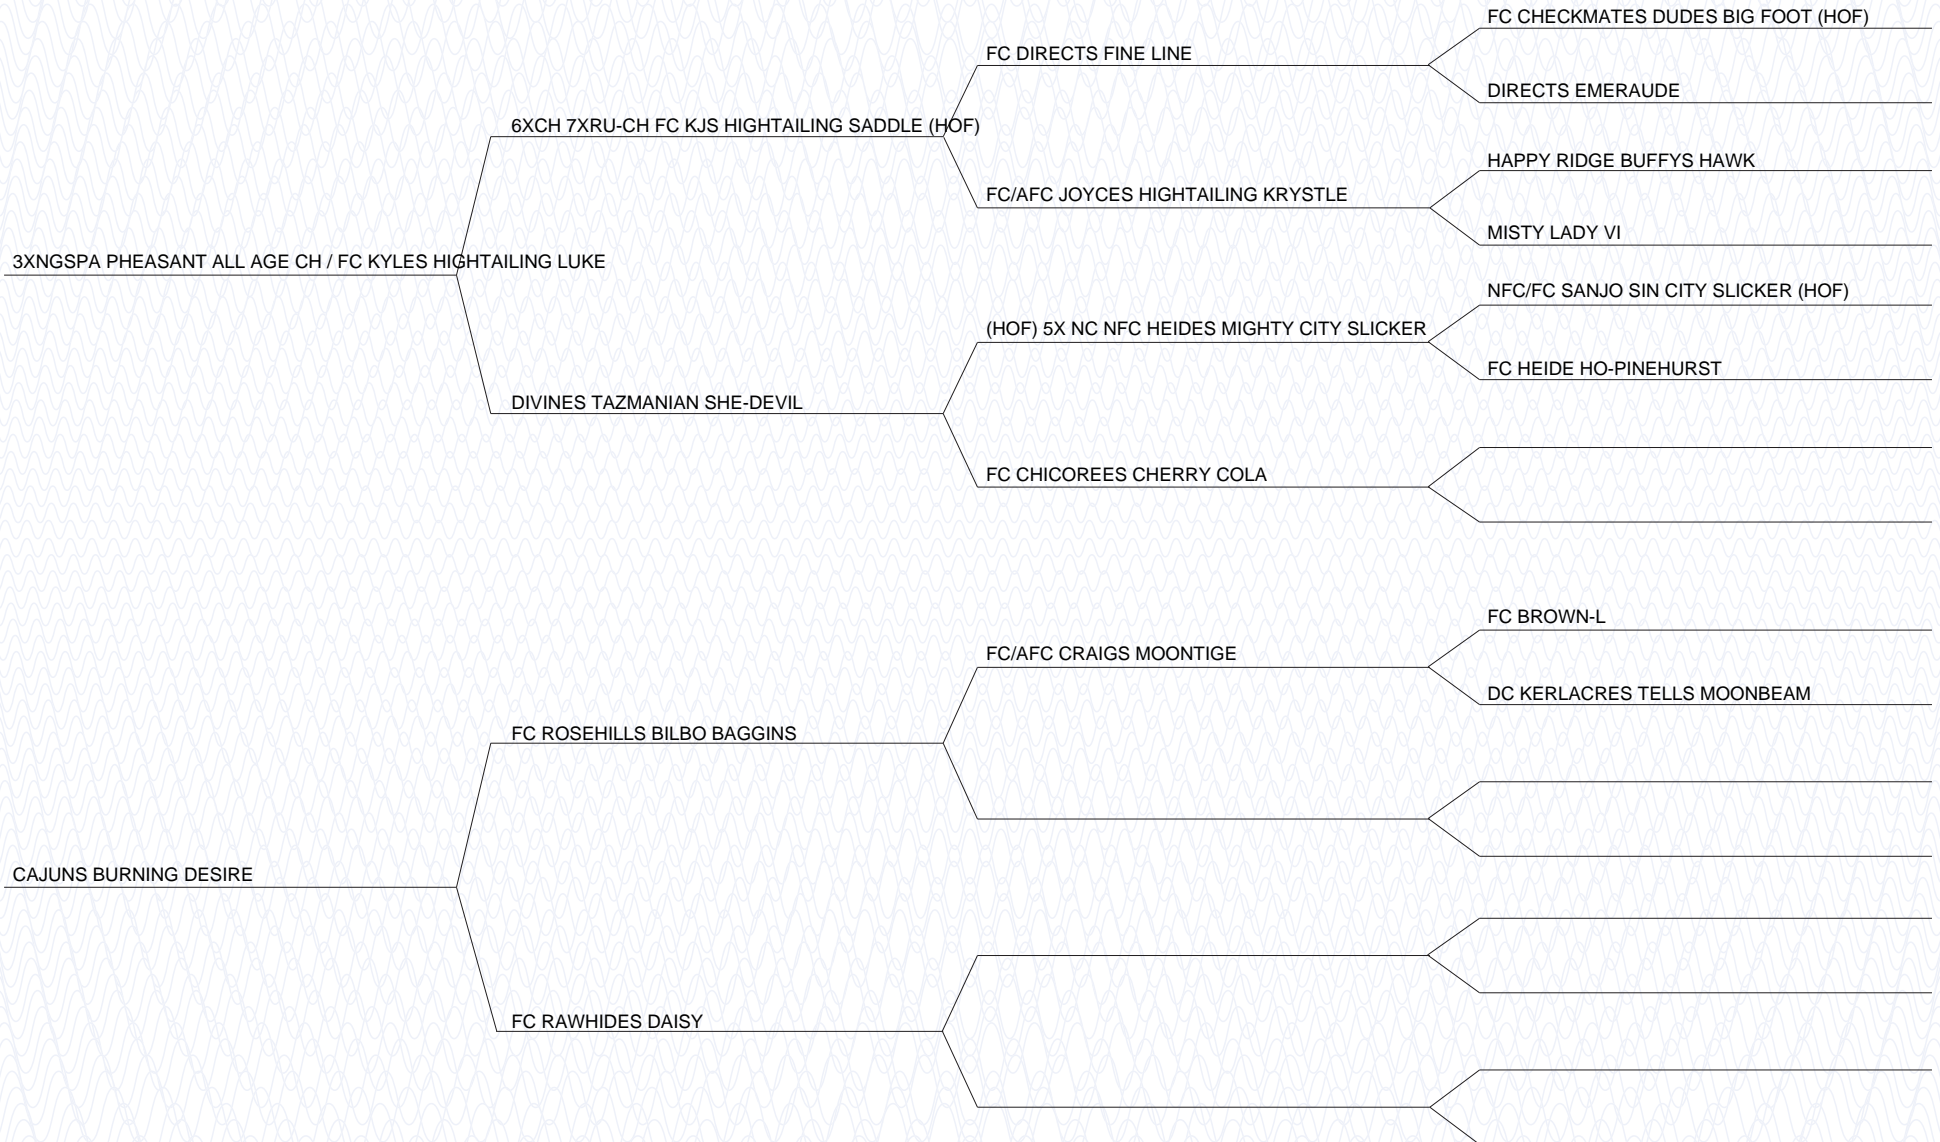 FC CHECKMATES DUDES BIG FOOT (HOF)
FC DIRECTS FINE LINE
DIRECTS EMERAUDE
6XCH 7XRU-CH FC KJS HIGHTAILING SADDLE (HOF)
HAPPY RIDGE BUFFYS HAWK
FC/AFC JOYCES HIGHTAILING KRYSTLE
MISTY LADY VI
3XNGSPA PHEASANT ALL AGE CH / FC KYLES HIGHTAILING LUKE
NFC/FC SANJO SIN CITY SLICKER (HOF)
(HOF) 5X NC NFC HEIDES MIGHTY CITY SLICKER
FC HEIDE HO-PINEHURST
DIVINES TAZMANIAN SHE-DEVIL
FC CHICOREES CHERRY COLA
FC BROWN-L
FC/AFC CRAIGS MOONTIGE
DC KERLACRES TELLS MOONBEAM
FC ROSEHILLS BILBO BAGGINS
CAJUNS BURNING DESIRE
FC RAWHIDES DAISY